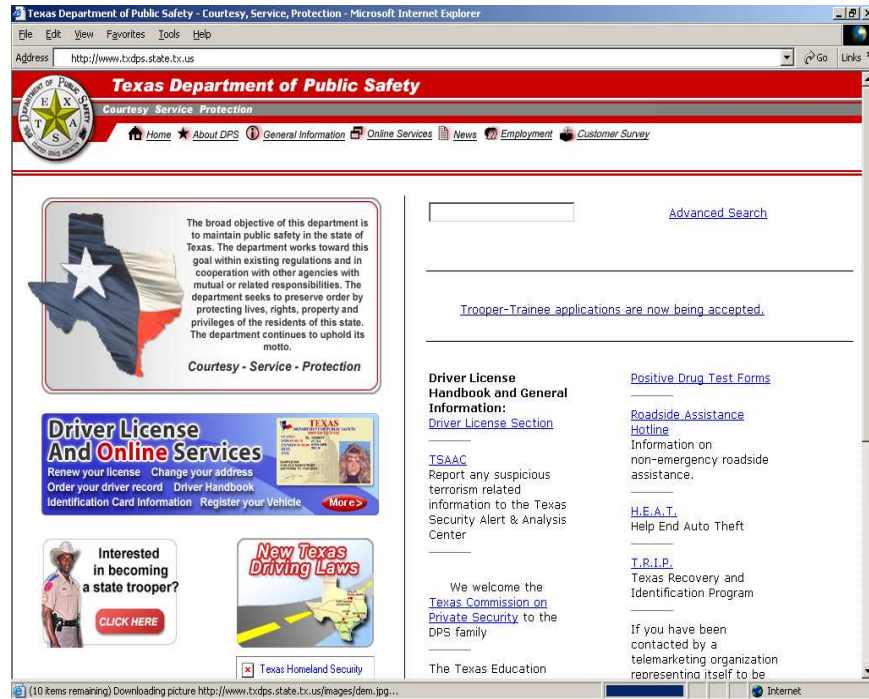 Texas Department of Public Safety - Courtesy, Service, Protection - Microsoft Internet Explorer
File Edit View Favorites Tools Help
Address http://www.txdps.state.tx.us Go Links
Texas Department of Public Safety
Courtesy Service Protection
TEXAS
Home About DPS General Information Online Services News Employment Customer Survey
The broad objective of this department is
to maintain public safety in the state of
Texas. The department works toward this
goal within existing regulations and in
cooperation with other agencies with
mutual or related responsibilities. The
department seeks to preserve order by
protecting lives, rights, property and
privileges of the residents of this state.
The department continues to uphold its
motto.
Courtesy - Service - Protection
Driver License
And Online Services
Renew your license Change your address
Order your driver record Driver Handbook
Identification Card Information Register your Vehicle More>
TEXAS
Interested
in becoming
a state trooper?
CLICK HERE
New Texas
Driving Laws
Texas Homeland Security
Advanced Search
Trooper-Trainee applications are now being accepted.
Driver License
Handbook and General
Information:
Driver License Section
TSAAC
Report any suspicious
terrorism related
information to the Texas
Security Alert & Analysis
Center
We welcome the
Texas Commission on
Private Security to the
DPS family
The Texas Education
Positive Drug Test Forms
Roadside Assistance
Hotline
Information on
non-emergency roadside
assistance.
H.E.A.T.
Help End Auto Theft
T.R.I.P.
Texas Recovery and
Identification Program
If you have been
contacted by a
telemarketing organization
representing itself to be
(10 items remaining) Downloading picture http://www.txdps.state.tx.us/images/dem.jpg...
Internet